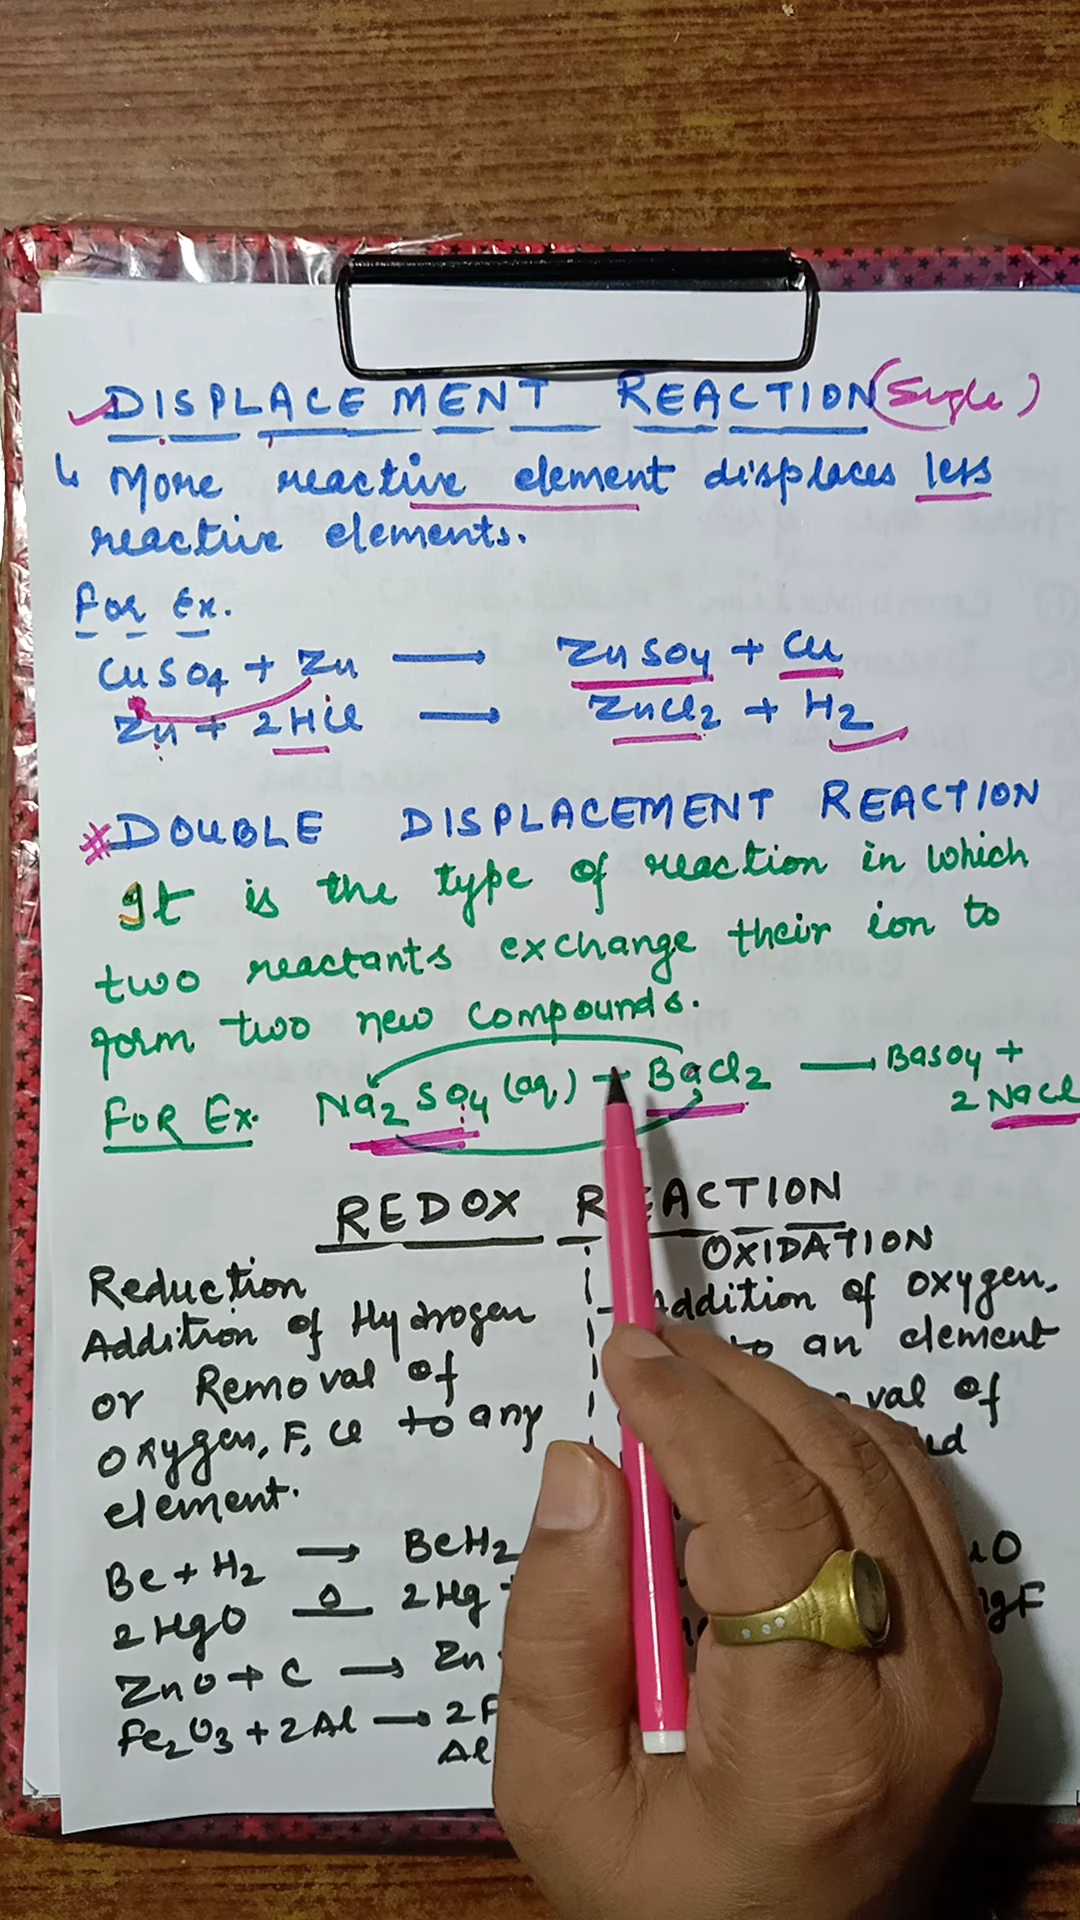 DISPLACEMENT REACTION (Single)
↳ More reactive element displaces less
reactive elements.
For Ex.
CuSO4 + Zn ⟶ ZnSO4 + Cu
Zn + 2HCl ⟶ ZnCl2 + H2
* DOUBLE DISPLACEMENT REACTION
It is the type of reaction in which
two reactants exchange their ion to
form two new compounds.
FOR Ex. Na2SO4 (aq) + BaCl2 ⟶ BaSO4 +
2NaCl
REDOX REACTION
Reduction
Addition of Hydrogen
or Removal of
oxygen, F, Cl to any
element.
Be + H2 ⟶ BeH2
2HgO Δ 2Hg +
ZnO + C ⟶ Zn
Fe2O3 + 2Al ⟶ 2F
Al
OXIDATION
Addition of oxygen,
to an element
val of